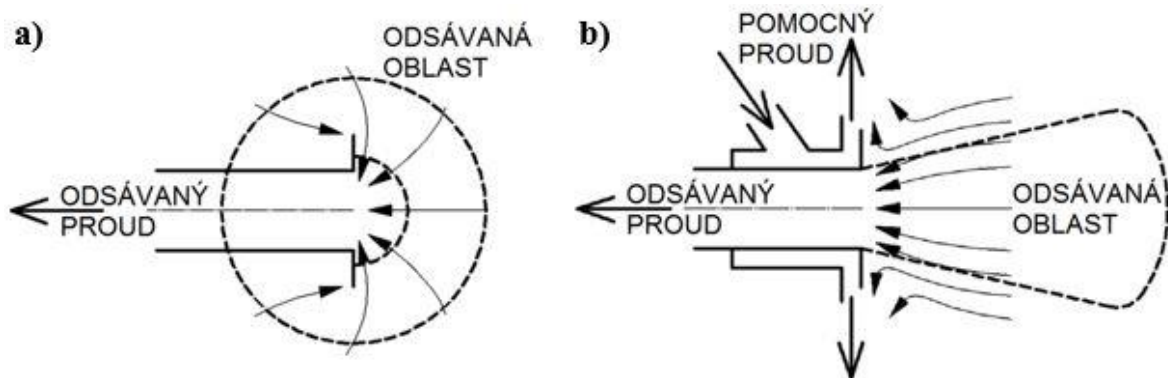 a)
ODSÁVANÁ
OBLAST
ODSÁVANÝ
PROUD
b)
POMOCNÝ
PROUD
ODSÁVANÝ
PROUD
ODSÁVANÁ
OBLAST